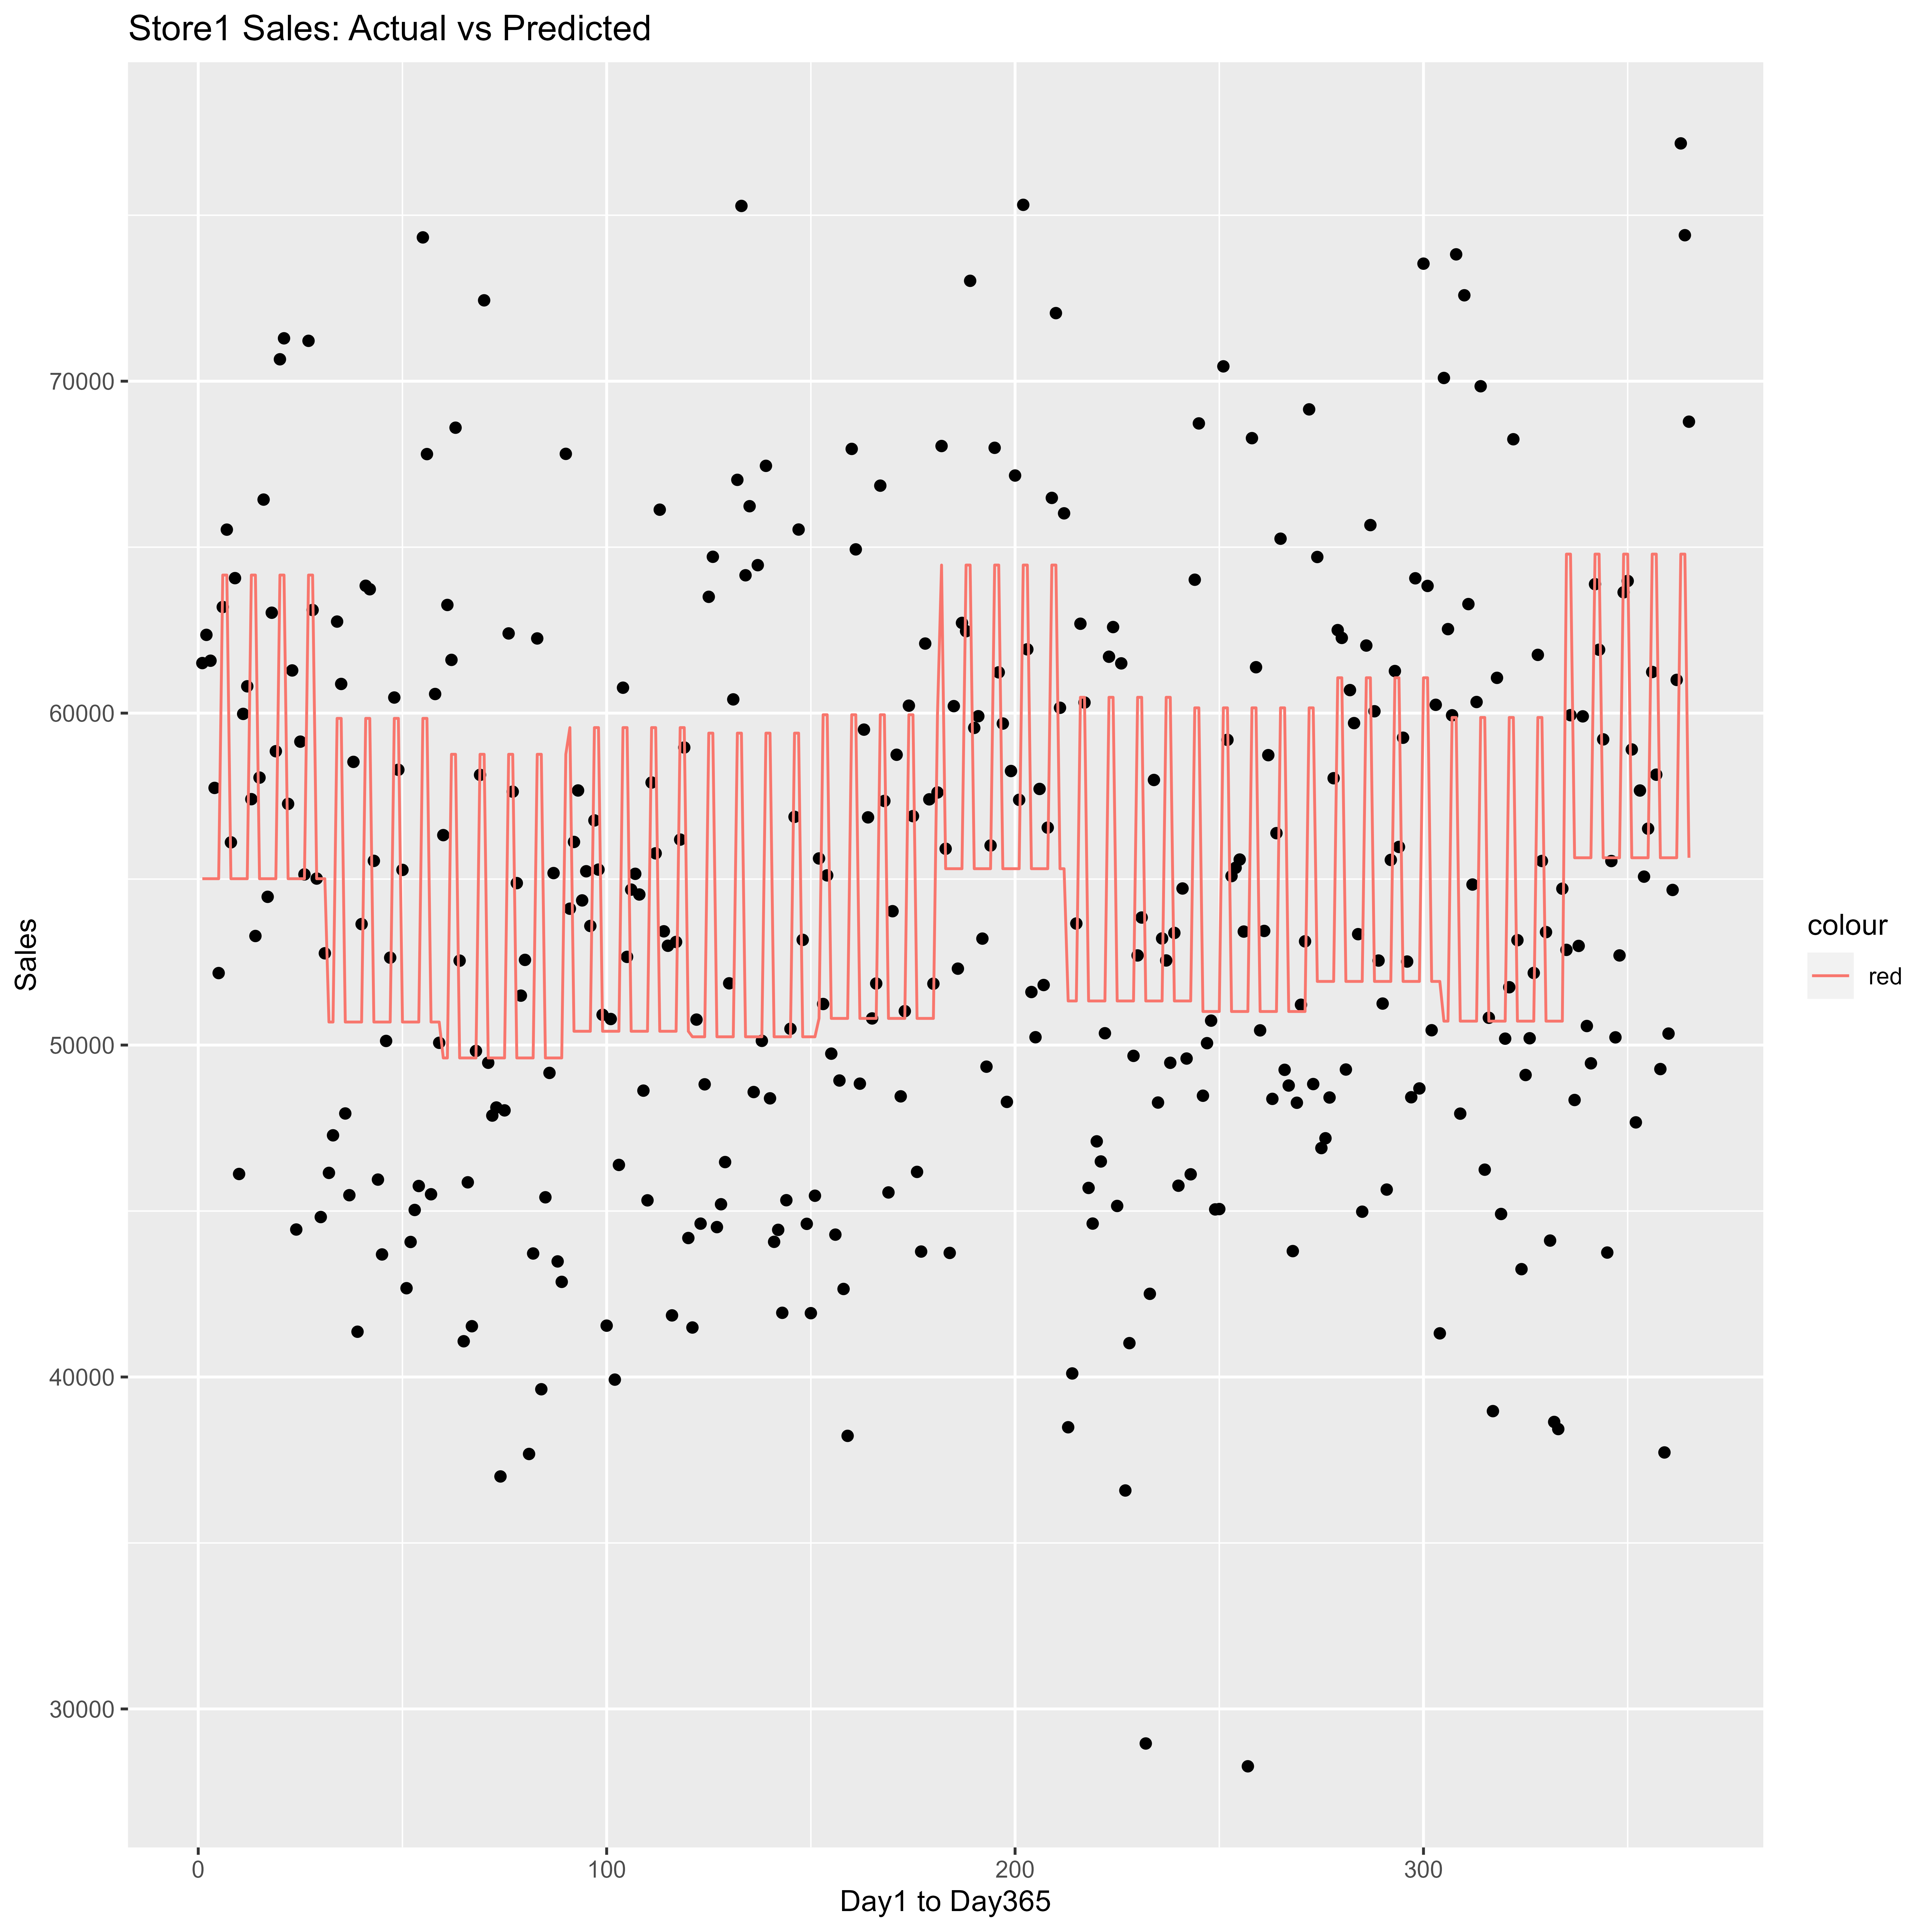 Store1 Sales: Actual vs Predicted
70000
60000
50000
40000
30000
Sales
0 100 200 300
Day1 to Day365
colour
red